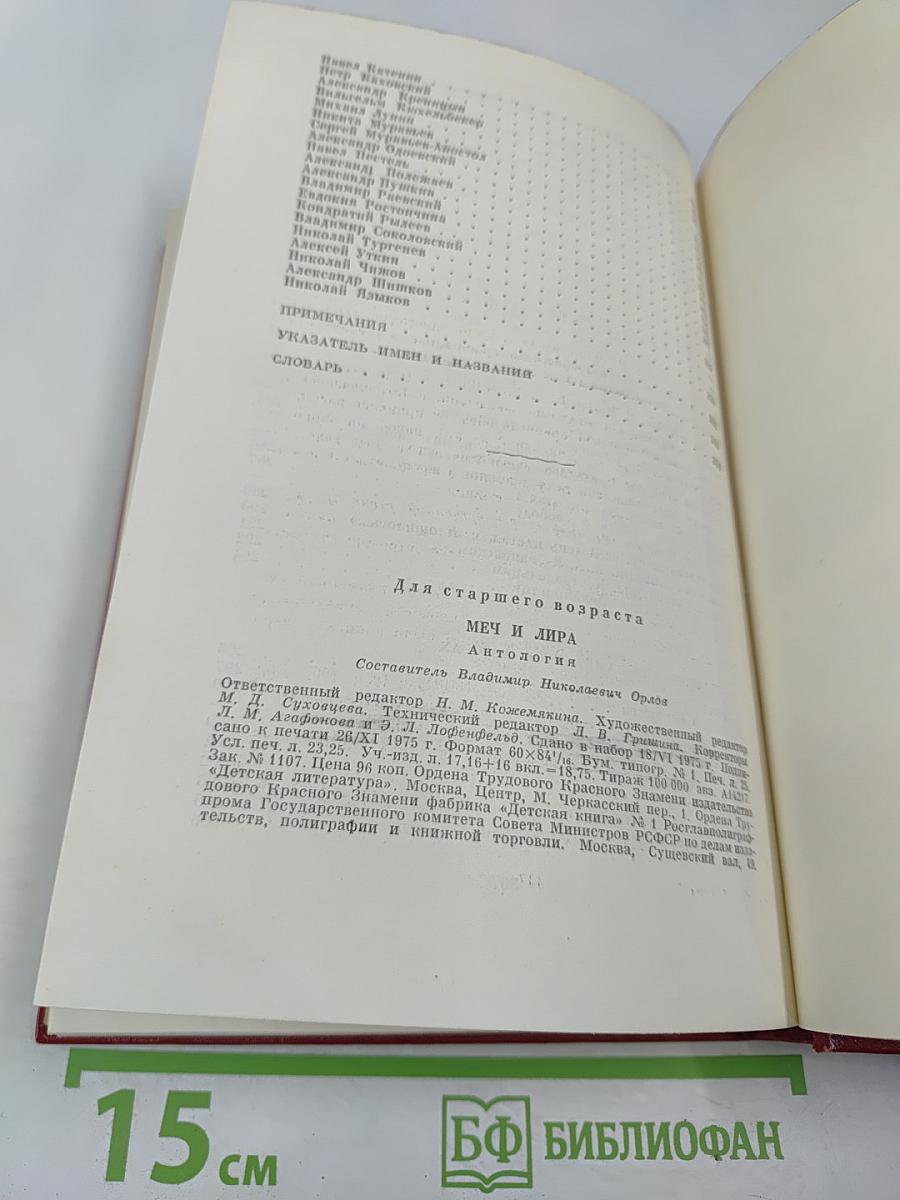 Павел Катенин
Петр Каховский
Александр Креницын
Вильгельм Кюхельбекер
Михаил Лунин
Никита Муравьев
Сергей Муравьев-Апостол
Александр Одоевский
Павел Пестель
Александр Полежаев
Александр Пушкин
Владимир Раевский
Евдокия Ростопчина
Кондратий Рылеев
Владимир Соколовский
Николай Тургенев
Алексей Уткин
Николай Чижов
Александр Шишков
Николай Языков
ПРИМЕЧАНИЯ
УКАЗАТЕЛЬ ИМЕН И НАЗВАНИЙ
СЛОВАРЬ
Для старшего возраста
МЕЧ И ЛИРА
Антология
Составитель Владимир Николаевич Орлов
Ответственный редактор Н. М. Кожемякина. Художественный редактор
М. Д. Суховцева. Технический редактор Л. В. Гришина. Корректоры
Л. М. Агафонова и Э. Л. Лофенфельд. Сдано в набор 18/VI 1975 г. Подпи-
сано к печати 26/XI 1975 г. Формат 60×84¹/₁₆. Бум. типогр. № 1. Печ. л. 25.
Усл. печ. л. 23,25. Уч.-изд. л. 17,16+16 вкл.=18,75. Тираж 100 000 экз. А14217.
Зак. № 1107. Цена 96 коп. Ордена Трудового Красного Знамени издательство
«Детская литература». Москва, Центр, М. Черкасский пер., 1. Ордена Тру-
дового Красного Знамени фабрика «Детская книга» № 1 Росглавполиграф-
прома Государственного комитета Совета Министров РСФСР по делам изда-
тельств, полиграфии и книжной торговли. Москва, Сущевский вал, 49.
15 см
БФ БИБЛИОФАН